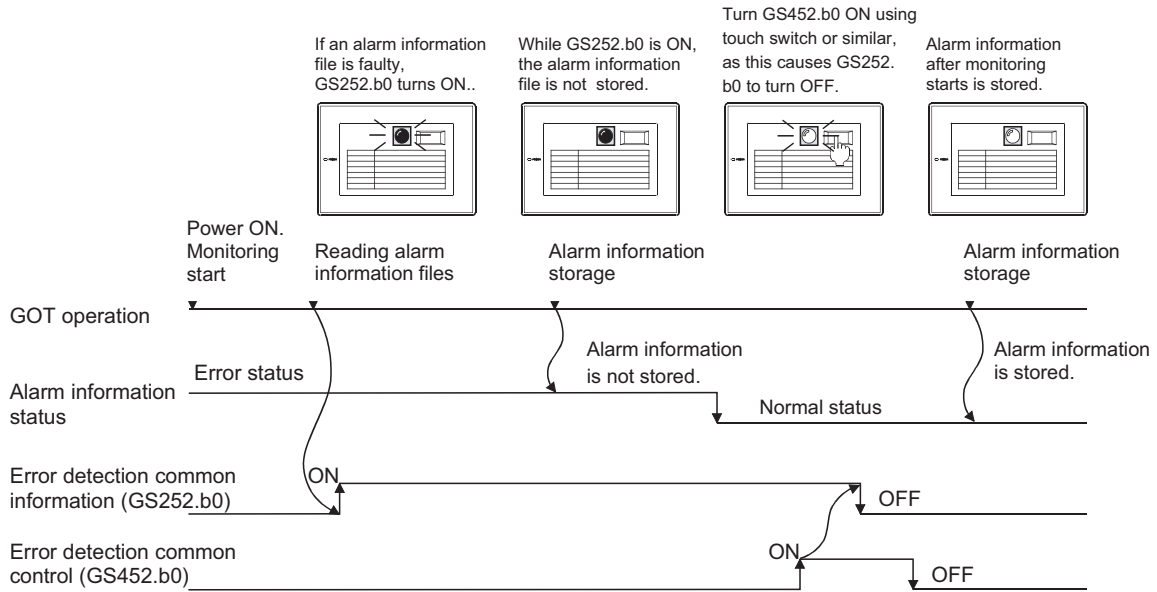 If an alarm information
file is faulty,
GS252.b0 turns ON..
While GS252.b0 is ON,
the alarm information
file is not stored.
Turn GS452.b0 ON using
touch switch or similar,
as this causes GS252.
b0 to turn OFF.
Alarm information
after monitoring
starts is stored.
Power ON.
Monitoring
start
Reading alarm
information files
Alarm information
storage
Alarm information
storage
GOT operation
Alarm information
is not stored.
Alarm information
is stored.
Error status
Alarm information
status
Normal status
Error detection common
information (GS252.b0)
ON
OFF
Error detection common
control (GS452.b0)
ON
OFF